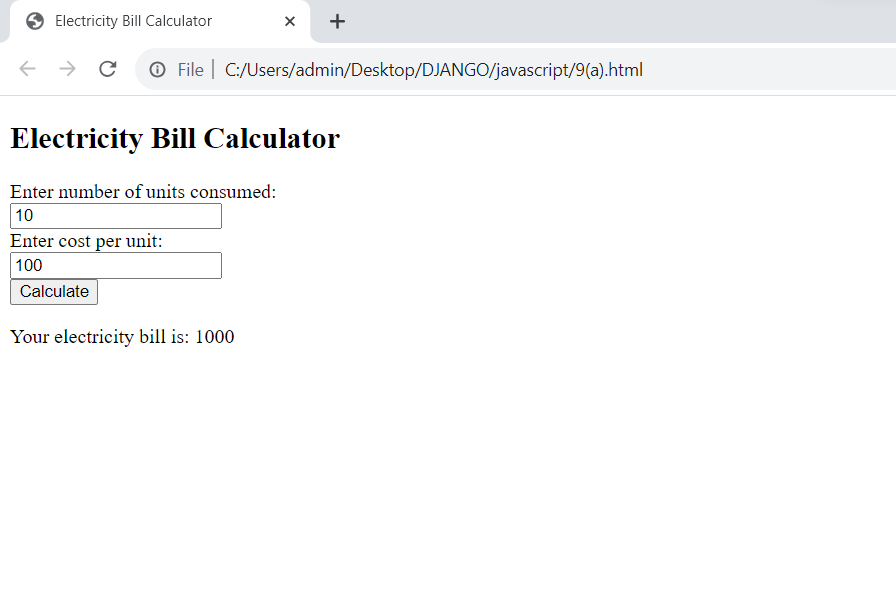 Electricity Bill Calculator
File C:/Users/admin/Desktop/DJANGO/javascript/9(a).html
Electricity Bill Calculator
Enter number of units consumed:
10
Enter cost per unit:
100
Calculate
Your electricity bill is: 1000